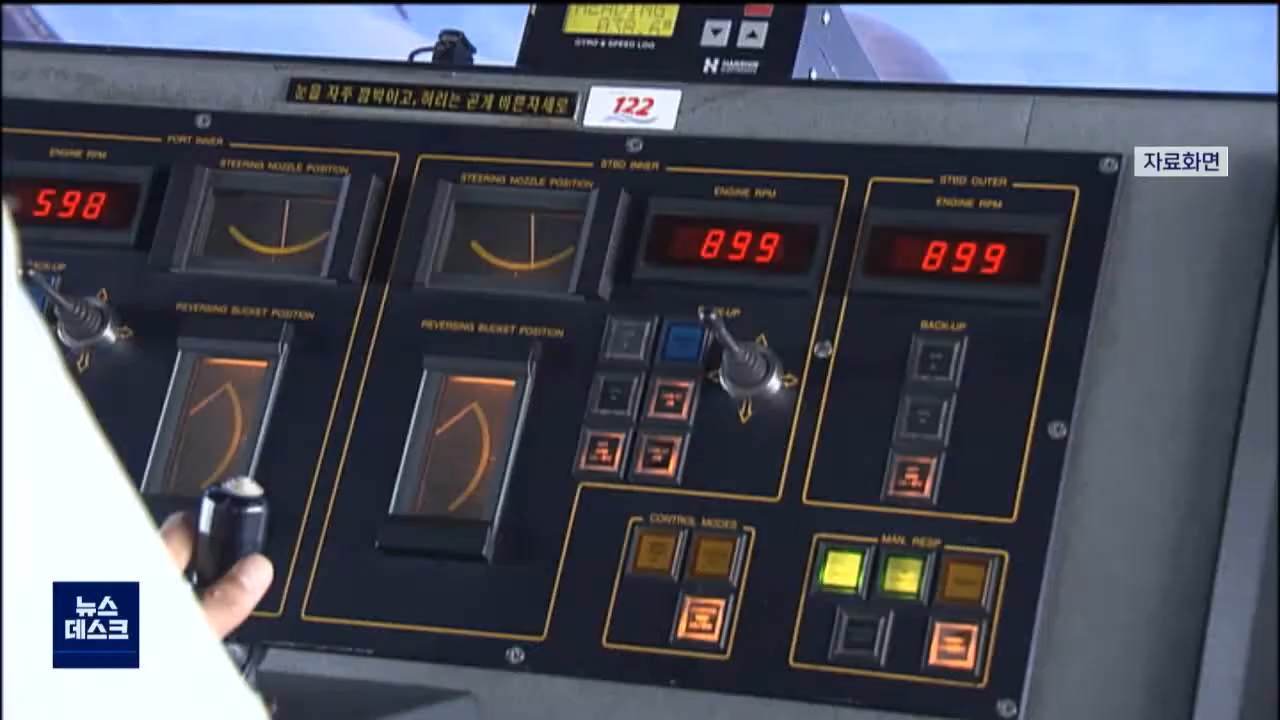 HEADING
GYRO & SPEED LOG
HARRIS
눈을 자주 깜박이고, 허리는 곧게 바른자세로
122
자료화면
PORT INNER
ENGINE RPM
STEERING NOZZLE POSITION
598
BACK-UP
REVERSING BUCKET POSITION
STBD INNER
STEERING NOZZLE POSITION
ENGINE RPM
899
REVERSING BUCKET POSITION
STBD OUTER
ENGINE RPM
899
BACK-UP
CONTROL MODES
MAN. RESP
뉴스
데스크